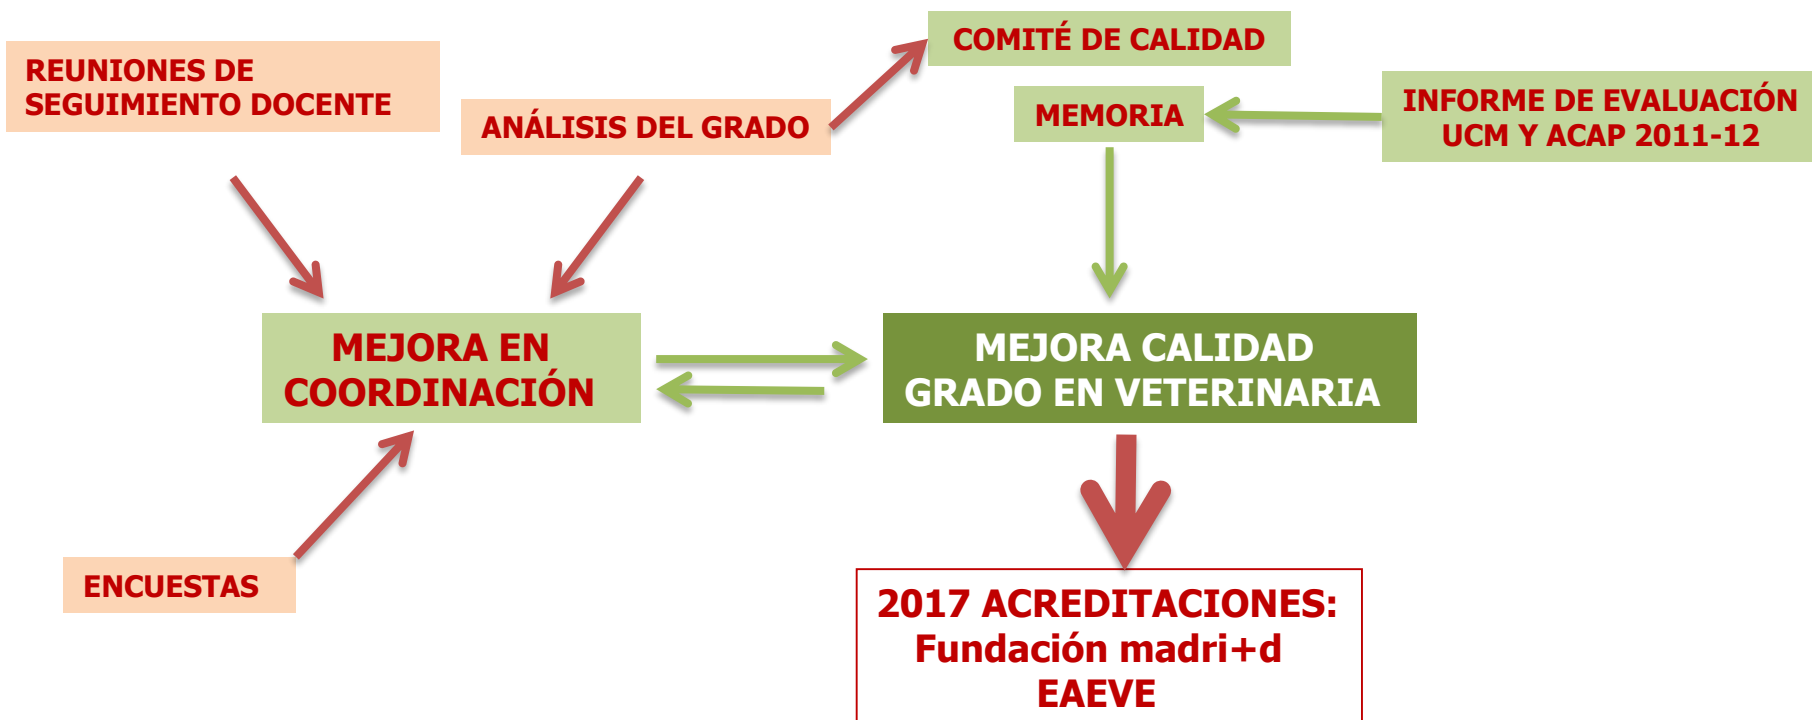 COMITÉ DE CALIDAD
REUNIONES DE
SEGUIMIENTO DOCENTE
ANÁLISIS DEL GRADO
MEMORIA
INFORME DE EVALUACIÓN
UCM Y ACAP 2011-12
MEJORA EN
COORDINACIÓN
MEJORA CALIDAD
GRADO EN VETERINARIA
ENCUESTAS
2017 ACREDITACIONES:
Fundación madri+d
EAEVE